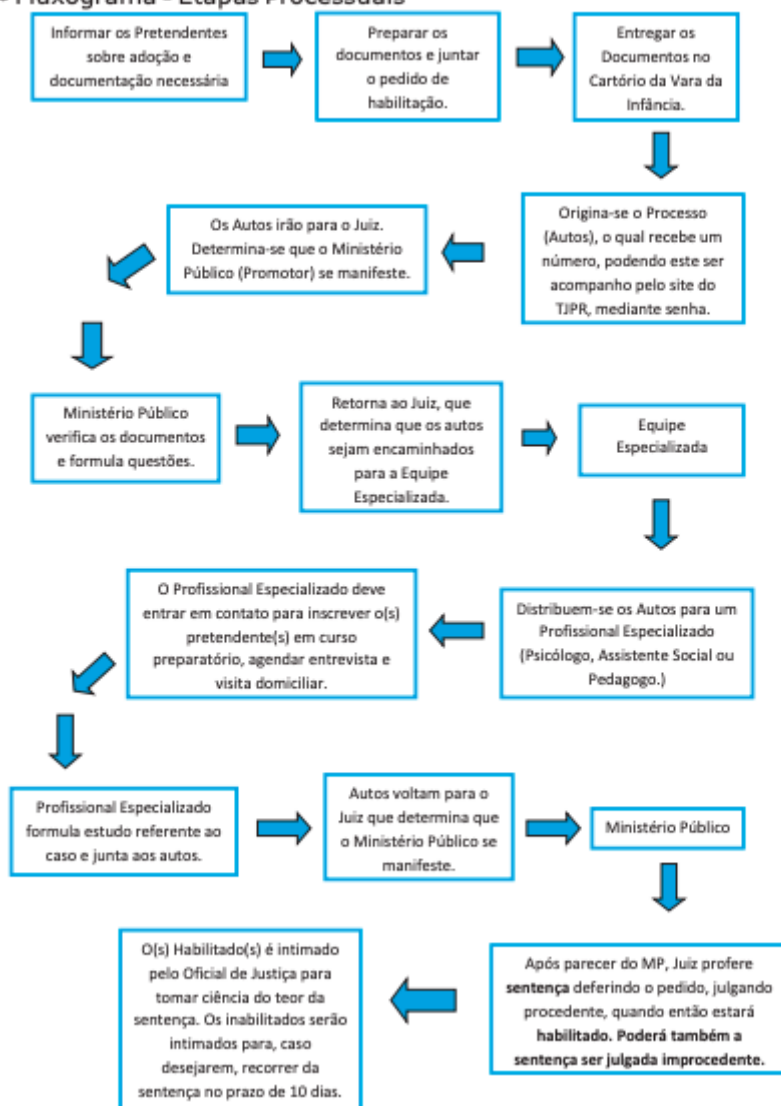 Fluxograma - Etapas Processuais
Informar os Pretendentes
sobre adoção e
documentação necessária
Preparar os
documentos e juntar
o pedido de
habilitação.
Entregar os
Documentos no
Cartório da Vara da
Infância.
Origina-se o Processo
(Autos), o qual recebe um
número, podendo este ser
acompanho pelo site do
TJPR, mediante senha.
Os Autos irão para o Juiz.
Determina-se que o Ministério
Público (Promotor) se manifeste.
Ministério Público
verifica os documentos
e formula questões.
Retorna ao Juiz, que
determina que os autos
sejam encaminhados
para a Equipe
Especializada.
Equipe
Especializada
Distribuem-se os Autos para um
Profissional Especializado
(Psicólogo, Assistente Social ou
Pedagogo.)
O Profissional Especializado deve
entrar em contato para inscrever o(s)
pretendente(s) em curso
preparatório, agendar entrevista e
visita domiciliar.
Profissional Especializado
formula estudo referente ao
caso e junta aos autos.
Autos voltam para o
Juiz que determina que
o Ministério Público se
manifeste.
Ministério Público
Após parecer do MP, Juiz profere
sentença deferindo o pedido, julgando
procedente, quando então estará
habilitado. Poderá também a
sentença ser julgada improcedente.
O(s) Habilitado(s) é intimado
pelo Oficial de Justiça para
tomar ciência do teor da
sentença. Os inabilitados serão
intimados para, caso
desejarem, recorrer da
sentença no prazo de 10 dias.